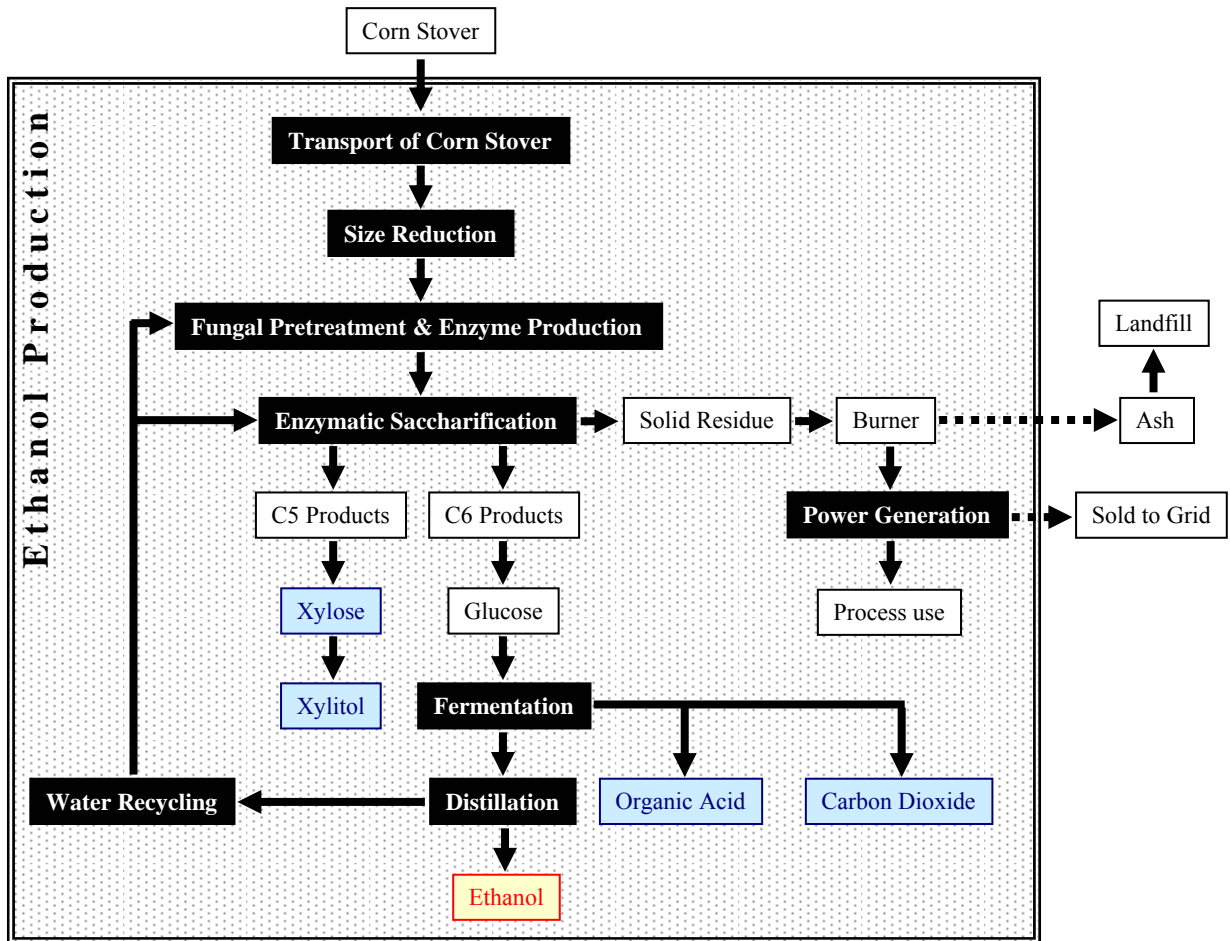 Corn Stover
Ethanol Production
Transport of Corn Stover
Size Reduction
Fungal Pretreatment & Enzyme Production
Landfill
Enzymatic Saccharification
Solid Residue
Burner
Ash
C5 Products
C6 Products
Power Generation
Sold to Grid
Xylose
Glucose
Process use
Xylitol
Fermentation
Water Recycling
Distillation
Organic Acid
Carbon Dioxide
Ethanol